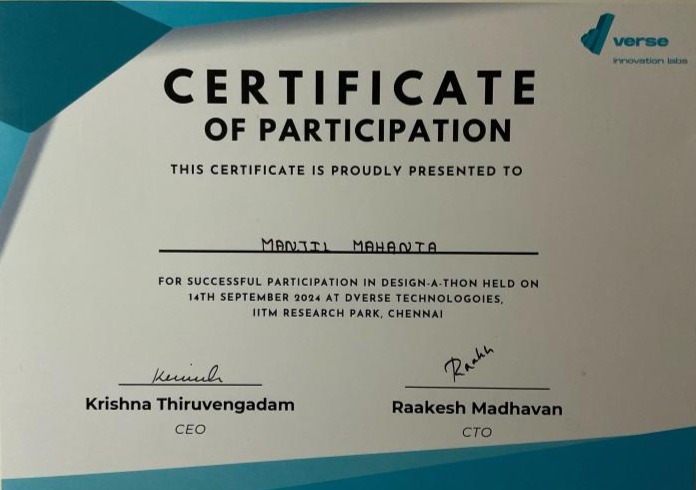 verse
innovation labs
CERTIFICATE
OF PARTICIPATION
THIS CERTIFICATE IS PROUDLY PRESENTED TO
MANJIL MAHANTA
FOR SUCCESSFUL PARTICIPATION IN DESIGN-A-THON HELD ON
14TH SEPTEMBER 2024 AT DVERSE TECHNOLOGOIES,
IITM RESEARCH PARK, CHENNAI
Raakh
Krishna Thiruvengadam
Raakesh Madhavan
CEO
CTO